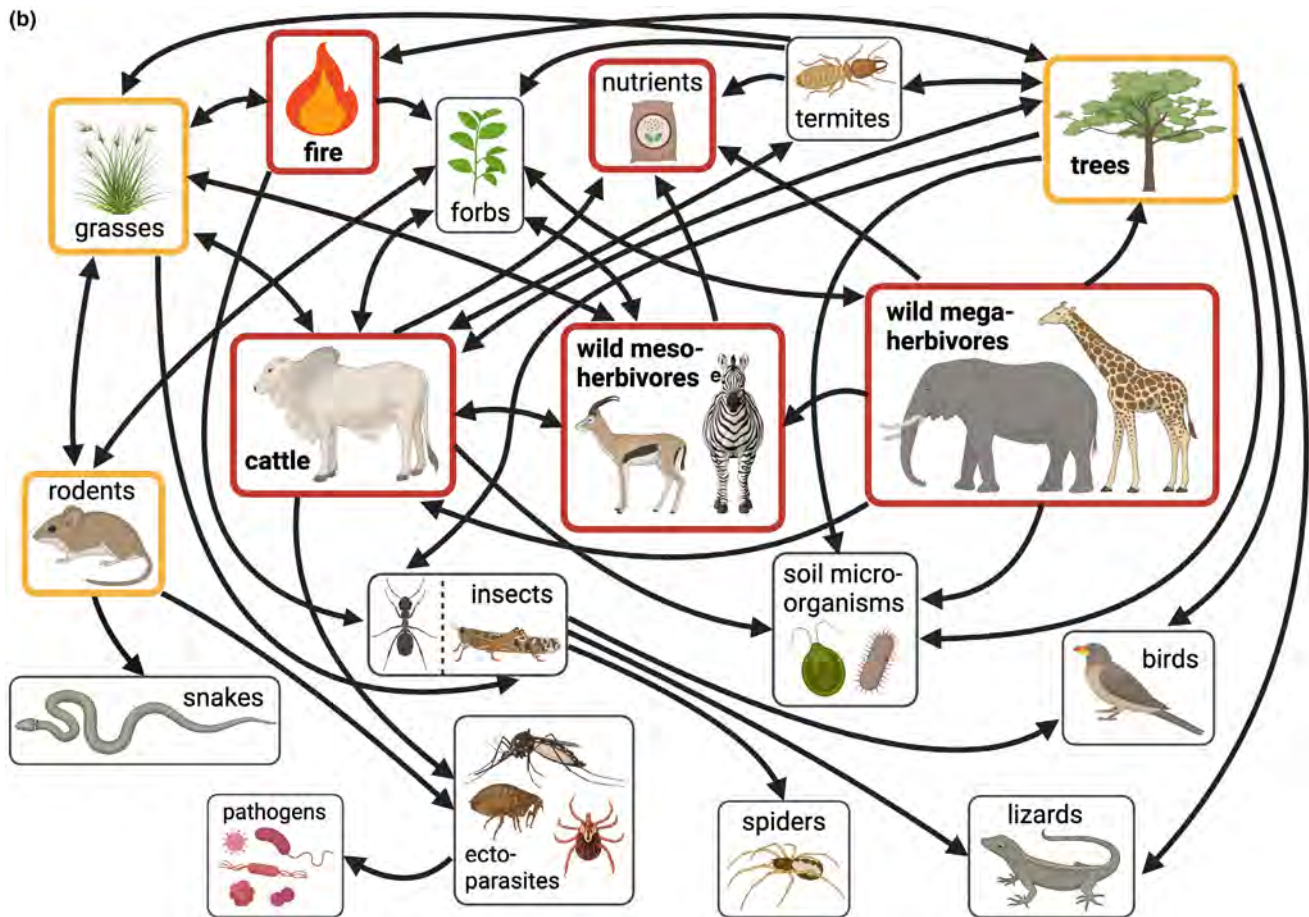 (b)
fire
grasses
forbs
nutrients
termites
trees
cattle
wild meso-
herbivores
e
wild mega-
herbivores
rodents
insects
soil micro-
organisms
birds
snakes
pathogens
ecto-
parasites
spiders
lizards